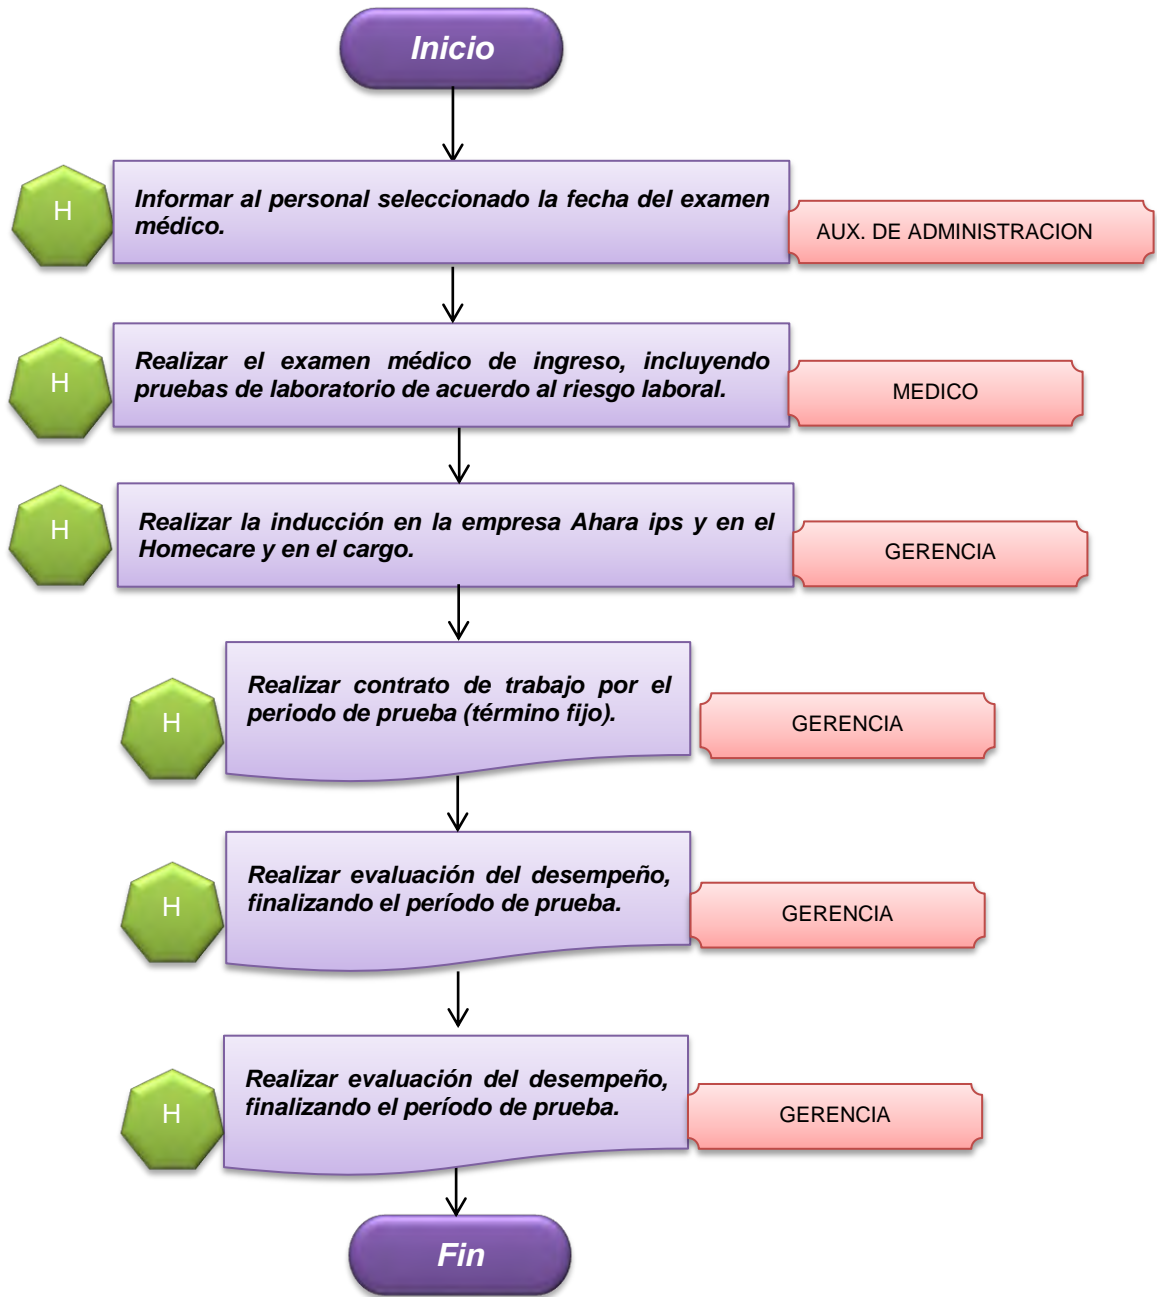 Inicio
H
Informar al personal seleccionado la fecha del examen
médico.
AUX. DE ADMINISTRACION
H
Realizar el examen médico de ingreso, incluyendo
pruebas de laboratorio de acuerdo al riesgo laboral.
MEDICO
H
Realizar la inducción en la empresa Ahara ips y en el
Homecare y en el cargo.
GERENCIA
H
Realizar contrato de trabajo por el
periodo de prueba (término fijo).
GERENCIA
H
Realizar evaluación del desempeño,
finalizando el período de prueba.
GERENCIA
H
Realizar evaluación del desempeño,
finalizando el período de prueba.
GERENCIA
Fin